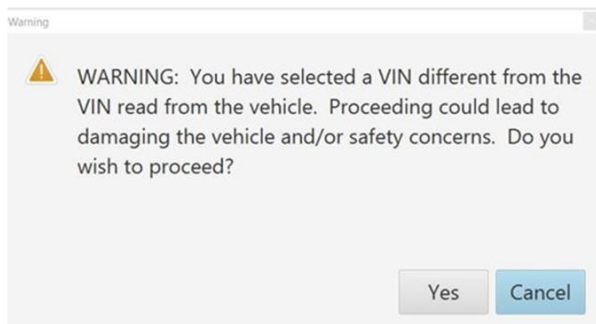 Warning
WARNING:  You have selected a VIN different from the
VIN read from the vehicle.  Proceeding could lead to
damaging the vehicle and/or safety concerns.  Do you
wish to proceed?
Yes
Cancel